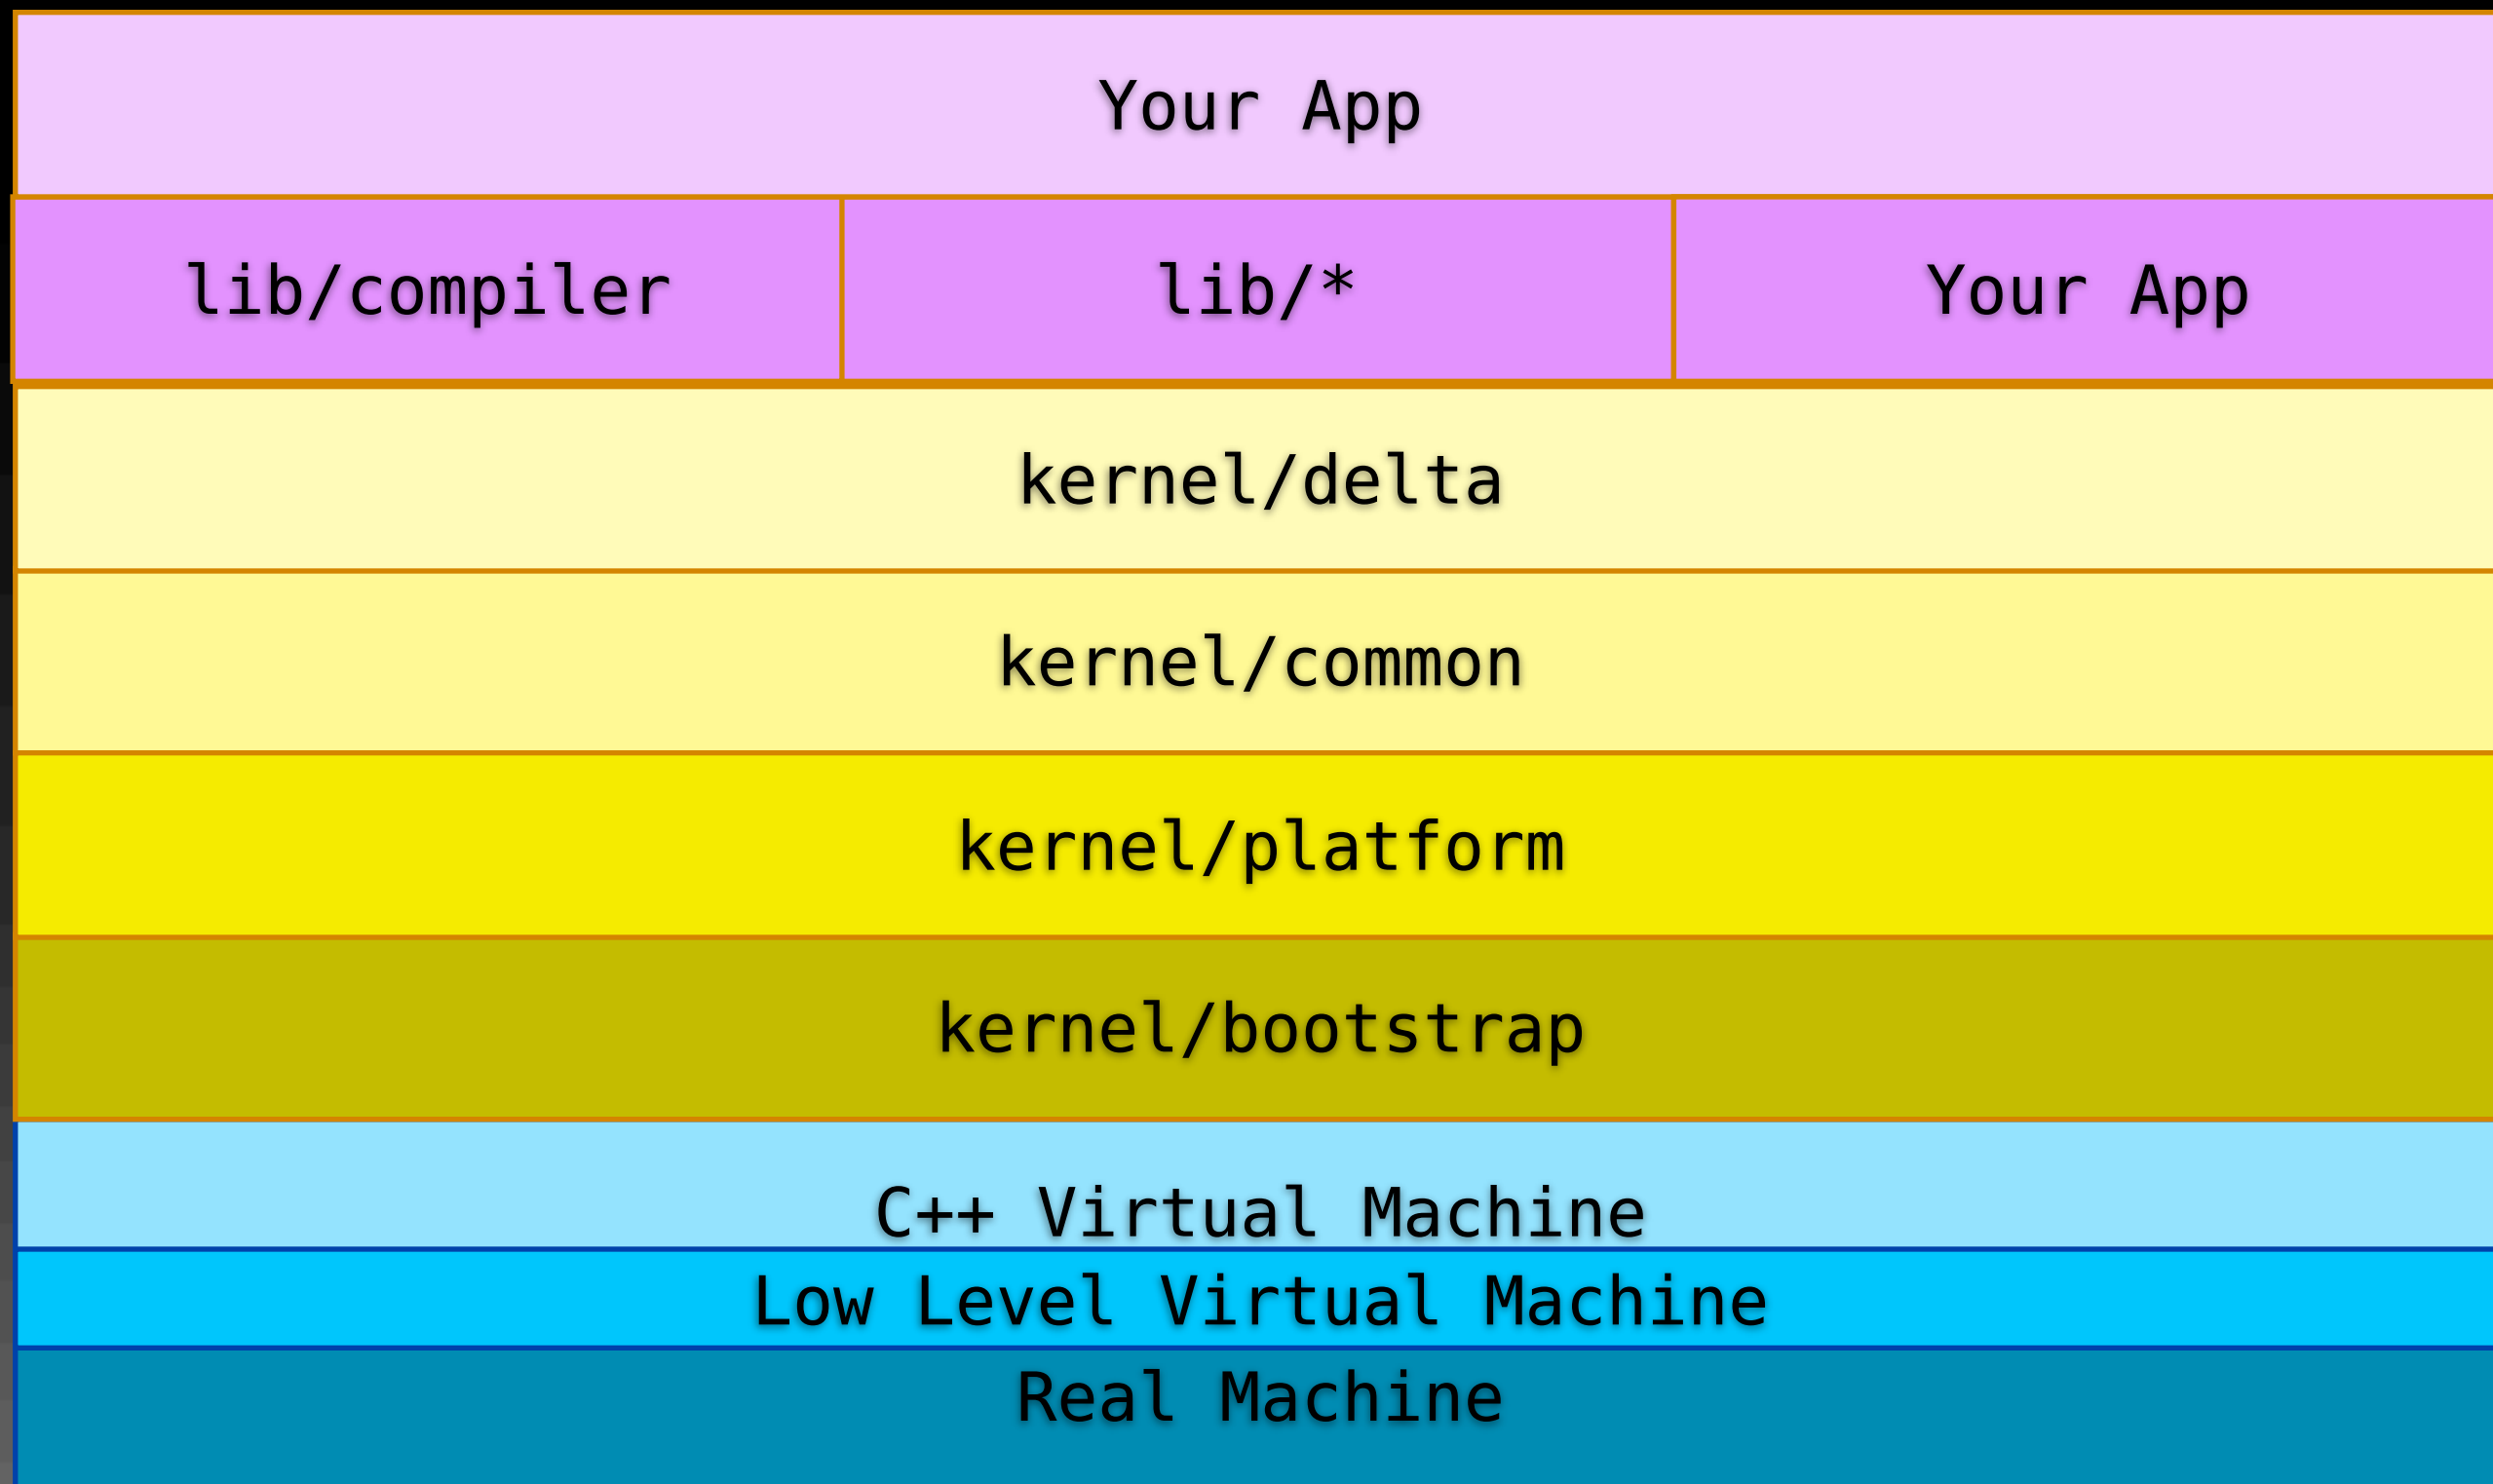 Your App
lib/compiler
lib/*
Your App
kernel/delta
kernel/common
kernel/platform
kernel/bootstrap
C++ Virtual Machine
Low Level Virtual Machine
Real Machine